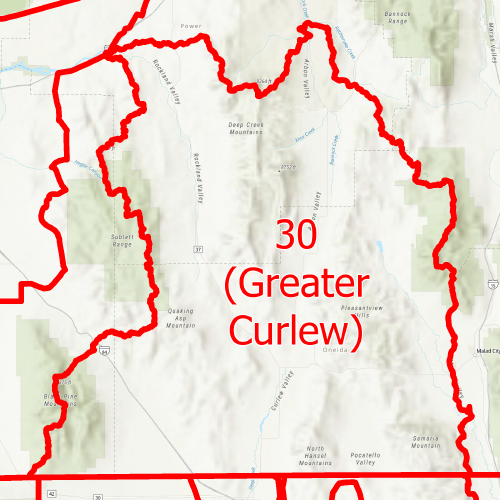 Power
Bannock
Range
Rockland Valley
Arbon Valley
Deep Creek
Mountains
Rockland Valley
Sublett
Range
37
30
(Greater
Curlew)
Quaking
Asp
Mountain
Pleasantview
Hills
Oneida
15
84
Malad City
Black Pine
Mountains
Curlew Valley
Samaria
Mountain
North
Hansel
Mountains
Pocatello
Valley
42
30